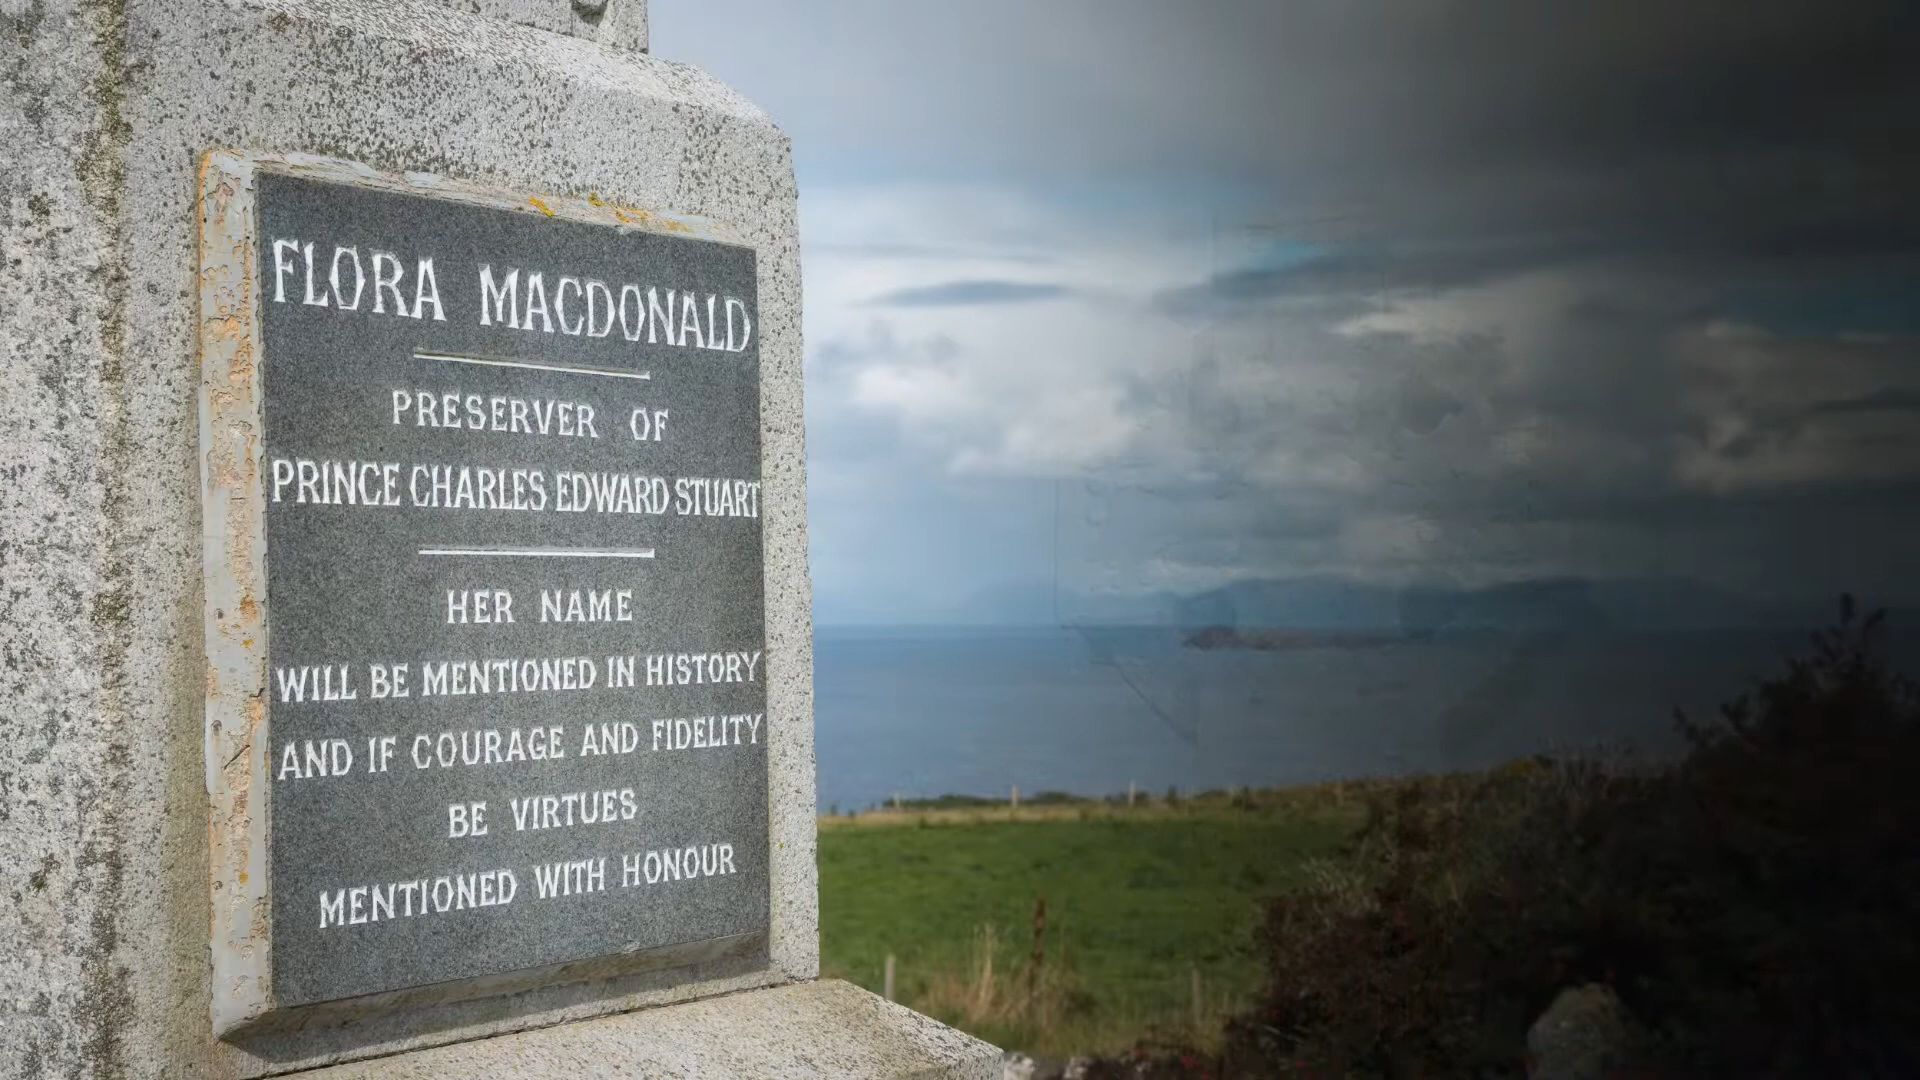 FLORA MACDONALD
PRESERVER OF
PRINCE CHARLES EDWARD STUART
HER NAME
WILL BE MENTIONED IN HISTORY
AND IF COURAGE AND FIDELITY
BE VIRTUES
MENTIONED WITH HONOUR